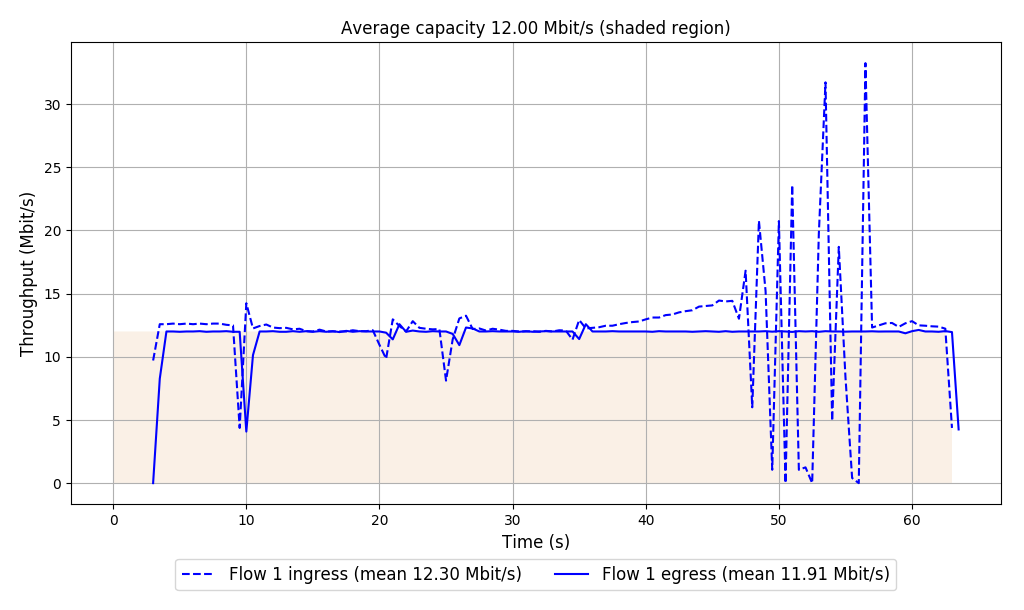 Average capacity 12.00 Mbit/s (shaded region)
Throughput (Mbit/s)
30
25
20
15
10
5
0
0 10 20 30 40 50 60
Time (s)
Flow 1 ingress (mean 12.30 Mbit/s) Flow 1 egress (mean 11.91 Mbit/s)